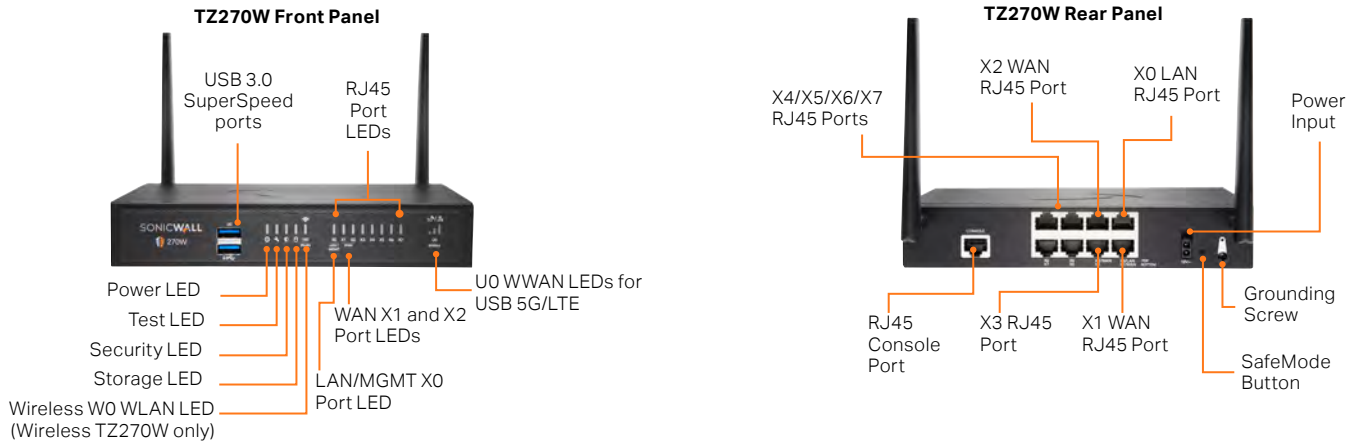 TZ270W Front Panel
USB 3.0
SuperSpeed
ports
RJ45
Port
LEDs
SONICWALL
270W
Power LED
Test LED
Security LED
Storage LED
Wireless W0 WLAN LED
(Wireless TZ270W only)
WAN X1 and X2
Port LEDs
LAN/MGMT X0
Port LED
U0 WWAN LEDs for
USB 5G/LTE
TZ270W Rear Panel
X4/X5/X6/X7
RJ45 Ports
X2 WAN
RJ45 Port
X0 LAN
RJ45 Port
Power
Input
CONSOLE
RJ45
Console
Port
X3 RJ45
Port
X1 WAN
RJ45 Port
Grounding
Screw
SafeMode
Button